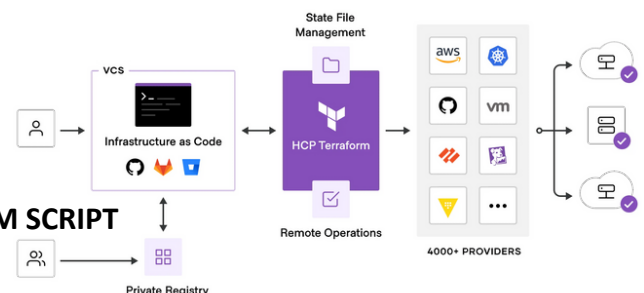 State File
Management
VCS
>_
Infrastructure as Code
HCP Terraform
aws
vm
M SCRIPT
Remote Operations
4000+ PROVIDERS
Private Registry